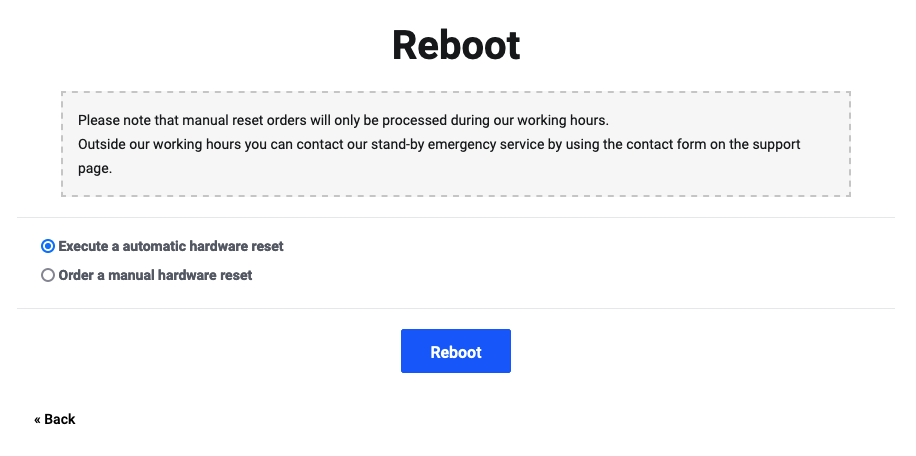 Reboot
Please note that manual reset orders will only be processed during our working hours.
Outside our working hours you can contact our stand-by emergency service by using the contact form on the support
page.
Execute a automatic hardware reset
Order a manual hardware reset
Reboot
« Back